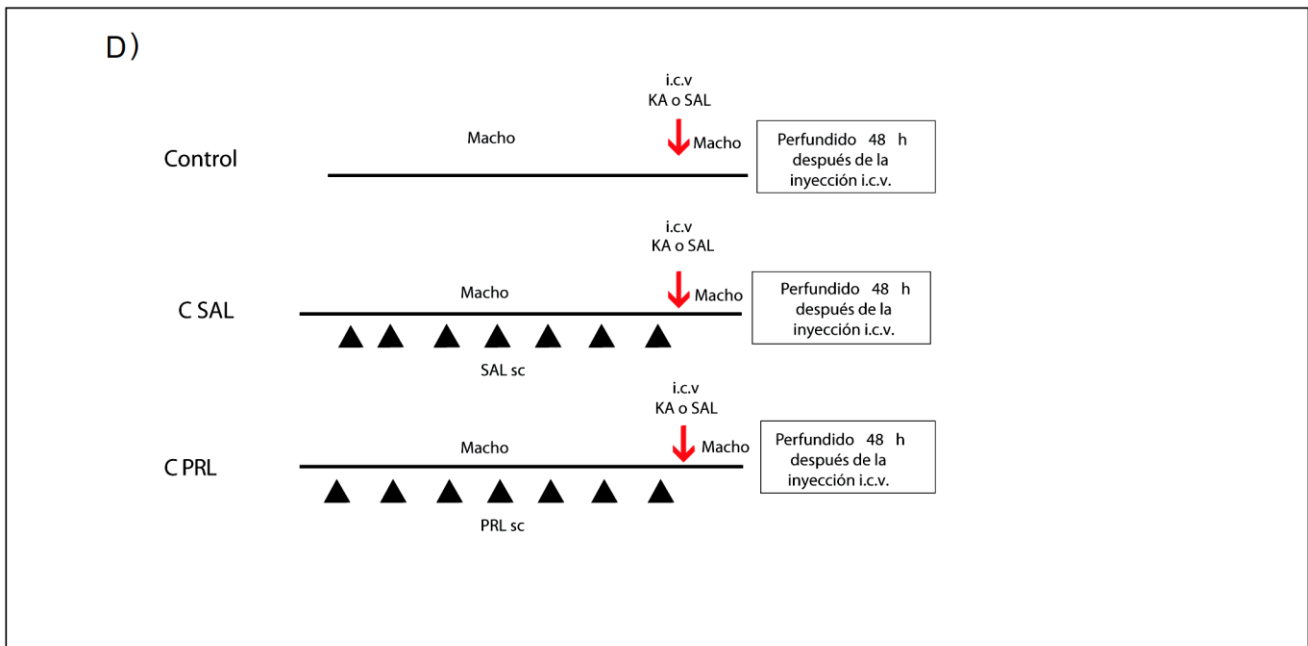 D)
i.c.v
KA o SAL
Macho
Macho
Control
Perfundido 48 h
después de la
inyección i.c.v.
i.c.v
KA o SAL
Macho
Macho
C SAL
Perfundido 48 h
después de la
inyección i.c.v.
SAL sc
i.c.v
KA o SAL
Macho
Macho
C PRL
Perfundido 48 h
después de la
inyección i.c.v.
PRL sc